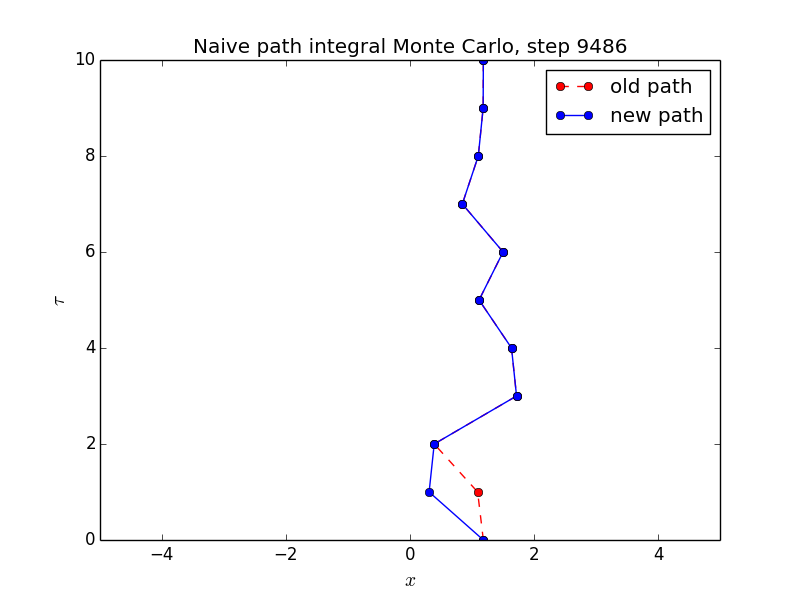 Naive path integral Monte Carlo, step 9486
old path
new path
10
8
6
4
2
0
τ
−4 −2 0 2 4
x